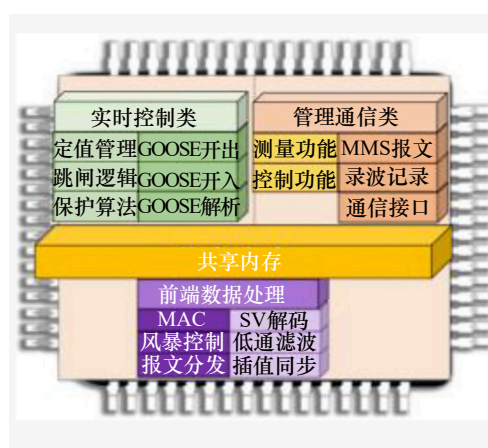 实时控制类
定值管理 GOOSE开出
跳闸逻辑 GOOSE开入
保护算法 GOOSE解析
管理通信类
测量功能 MMS报文
控制功能 录波记录
通信接口
共享内存
前端数据处理
MAC SV解码
风暴控制 低通滤波
报文分发 插值同步